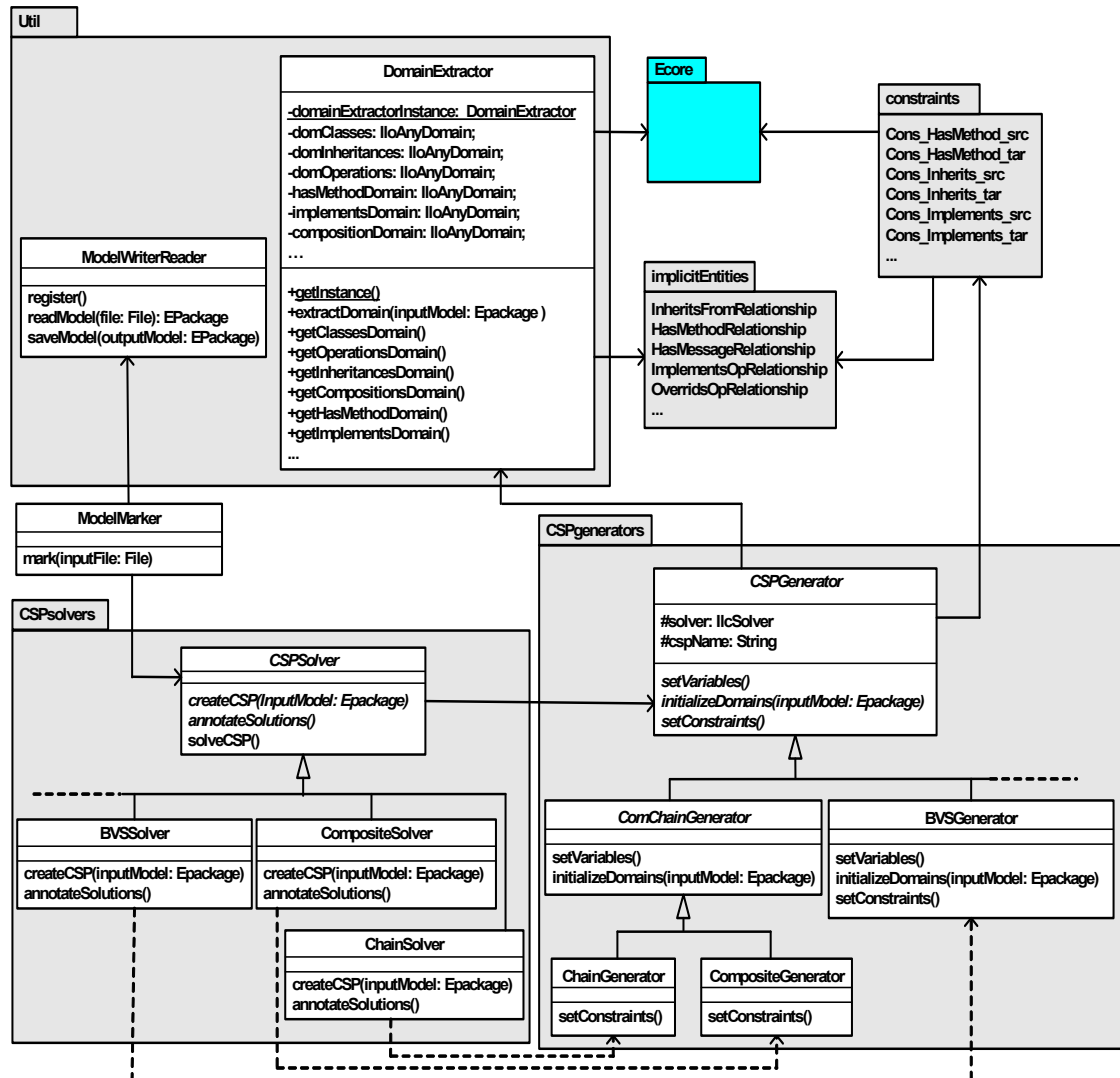 Util
DomainExtractor
-domainExtractorInstance: DomainExtractor
-domClasses: IloAnyDomain;
-domInheritances: IloAnyDomain;
-domOperations: IloAnyDomain;
-hasMethodDomain: IloAnyDomain;
-implementsDomain: IloAnyDomain;
-compositionDomain: IloAnyDomain;
...
+getInstance()
+extractDomain(inputModel: Epackage )
+getClassesDomain()
+getOperationsDomain()
+getInheritancesDomain()
+getCompositionsDomain()
+getHasMethodDomain()
+getImplementsDomain()
...
ModelWriterReader
register()
readModel(file: File): EPackage
saveModel(outputModel: EPackage)
Ecore
constraints
Cons_HasMethod_src
Cons_HasMethod_tar
Cons_Inherits_src
Cons_Inherits_tar
Cons_Implements_src
Cons_Implements_tar
...
implicitEntities
InheritsFromRelationship
HasMethodRelationship
HasMessageRelationship
ImplementsOpRelationship
OverridsOpRelationship
...
ModelMarker
mark(inputFile: File)
CSPsolvers
CSPSolver
createCSP(InputModel: Epackage)
annotateSolutions()
solveCSP()
BVSSolver
createCSP(inputModel: Epackage)
annotateSolutions()
CompositeSolver
createCSP(inputModel: Epackage)
annotateSolutions()
ChainSolver
createCSP(inputModel: Epackage)
annotateSolutions()
CSPgenerators
CSPGenerator
#solver: IlcSolver
#cspName: String
setVariables()
initializeDomains(inputModel: Epackage)
setConstraints()
ComChainGenerator
setVariables()
initializeDomains(inputModel: Epackage)
BVSGenerator
setVariables()
initializeDomains(inputModel: Epackage)
setConstraints()
ChainGenerator
setConstraints()
CompositeGenerator
setConstraints()